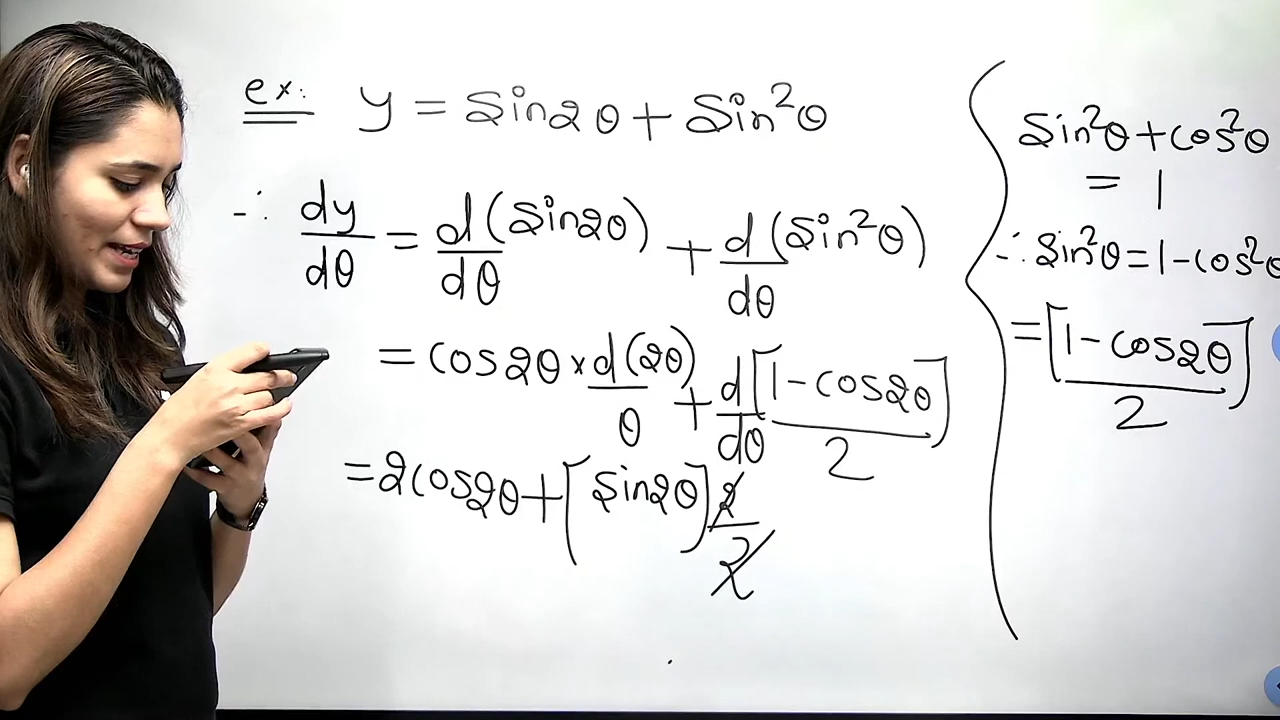 ex: y = sin2θ + sin²θ
∴ dy/dθ = d/dθ (sin2θ) + d/dθ (sin²θ)
= cos2θ × d(2θ)/θ + d/dθ [1 - cos2θ / 2]
= 2cos2θ + [sin2θ] 2/2
sin²θ + cos²θ
= 1
∴ sin²θ = 1 - cos²θ
= [1 - cos2θ / 2]